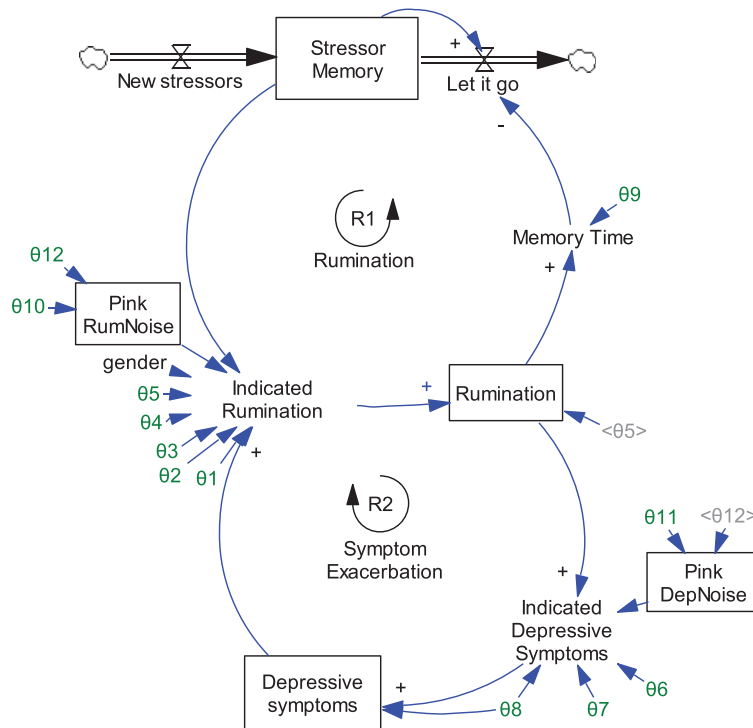 Stressor
Memory
+
New stressors
Let it go
-
R1
Rumination
θ9
Memory Time
+
θ12
θ10
Pink
RumNoise
gender
θ5
θ4
θ3
θ2
θ1
Indicated
Rumination
+
+
Rumination
<θ5>
R2
Symptom
Exacerbation
θ11
<θ12>
Pink
DepNoise
+
Indicated
Depressive
Symptoms
θ6
θ7
θ8
+
Depressive
symptoms